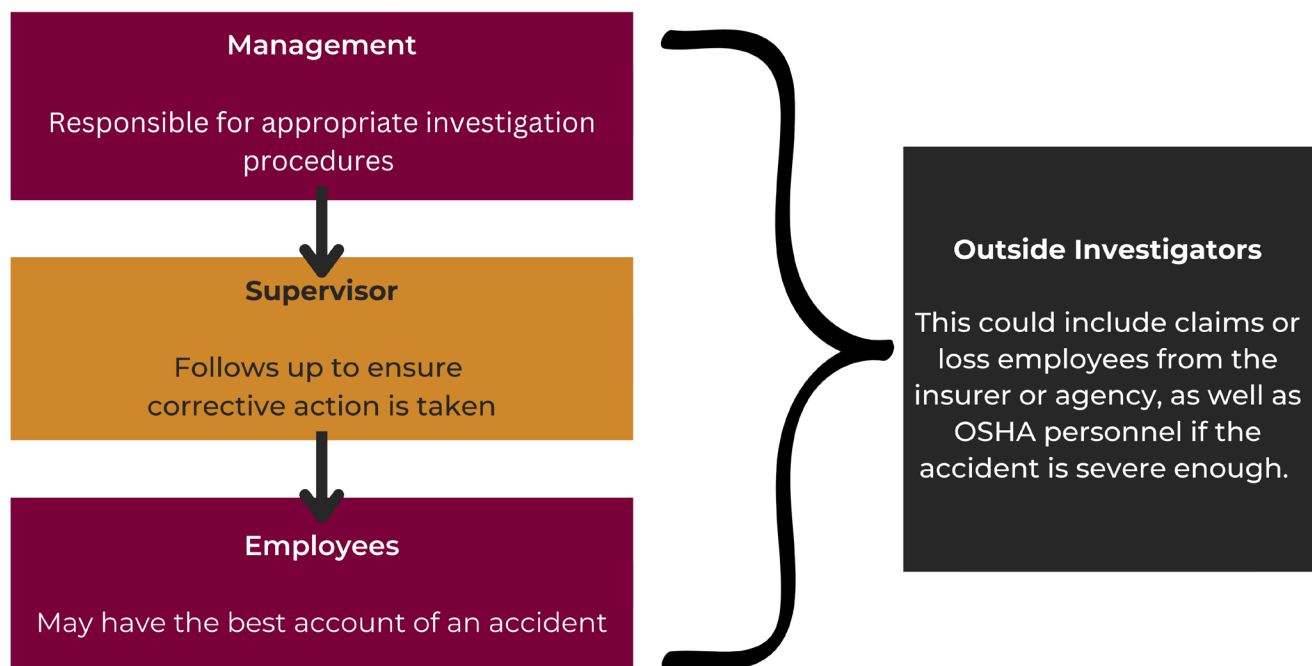 Management
Responsible for appropriate investigation
procedures
Supervisor
Follows up to ensure
corrective action is taken
Employees
May have the best account of an accident
Outside Investigators
This could include claims or
loss employees from the
insurer or agency, as well as
OSHA personnel if the
accident is severe enough.